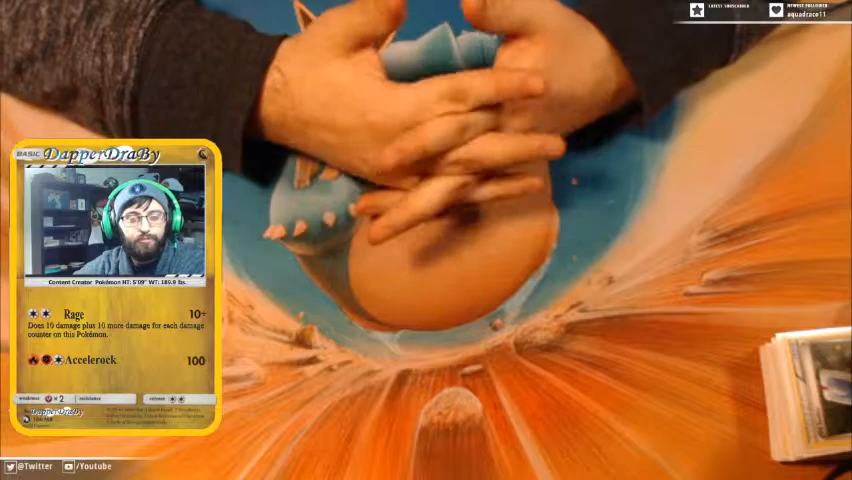 LATEST SUBSCRIBER
NEWEST FOLLOWER
aquadraco11
BASIC DapperDraBy
Content Creator Pokémon HT: 5'09" WT: 189.9 lbs.
Rage 10+
Does 10 damage plus 10 more damage for each damage
counter on this Pokémon.
Accelerock 100
weakness × 2 resistance retreat
DapperDraBy
@Twitter /Youtube